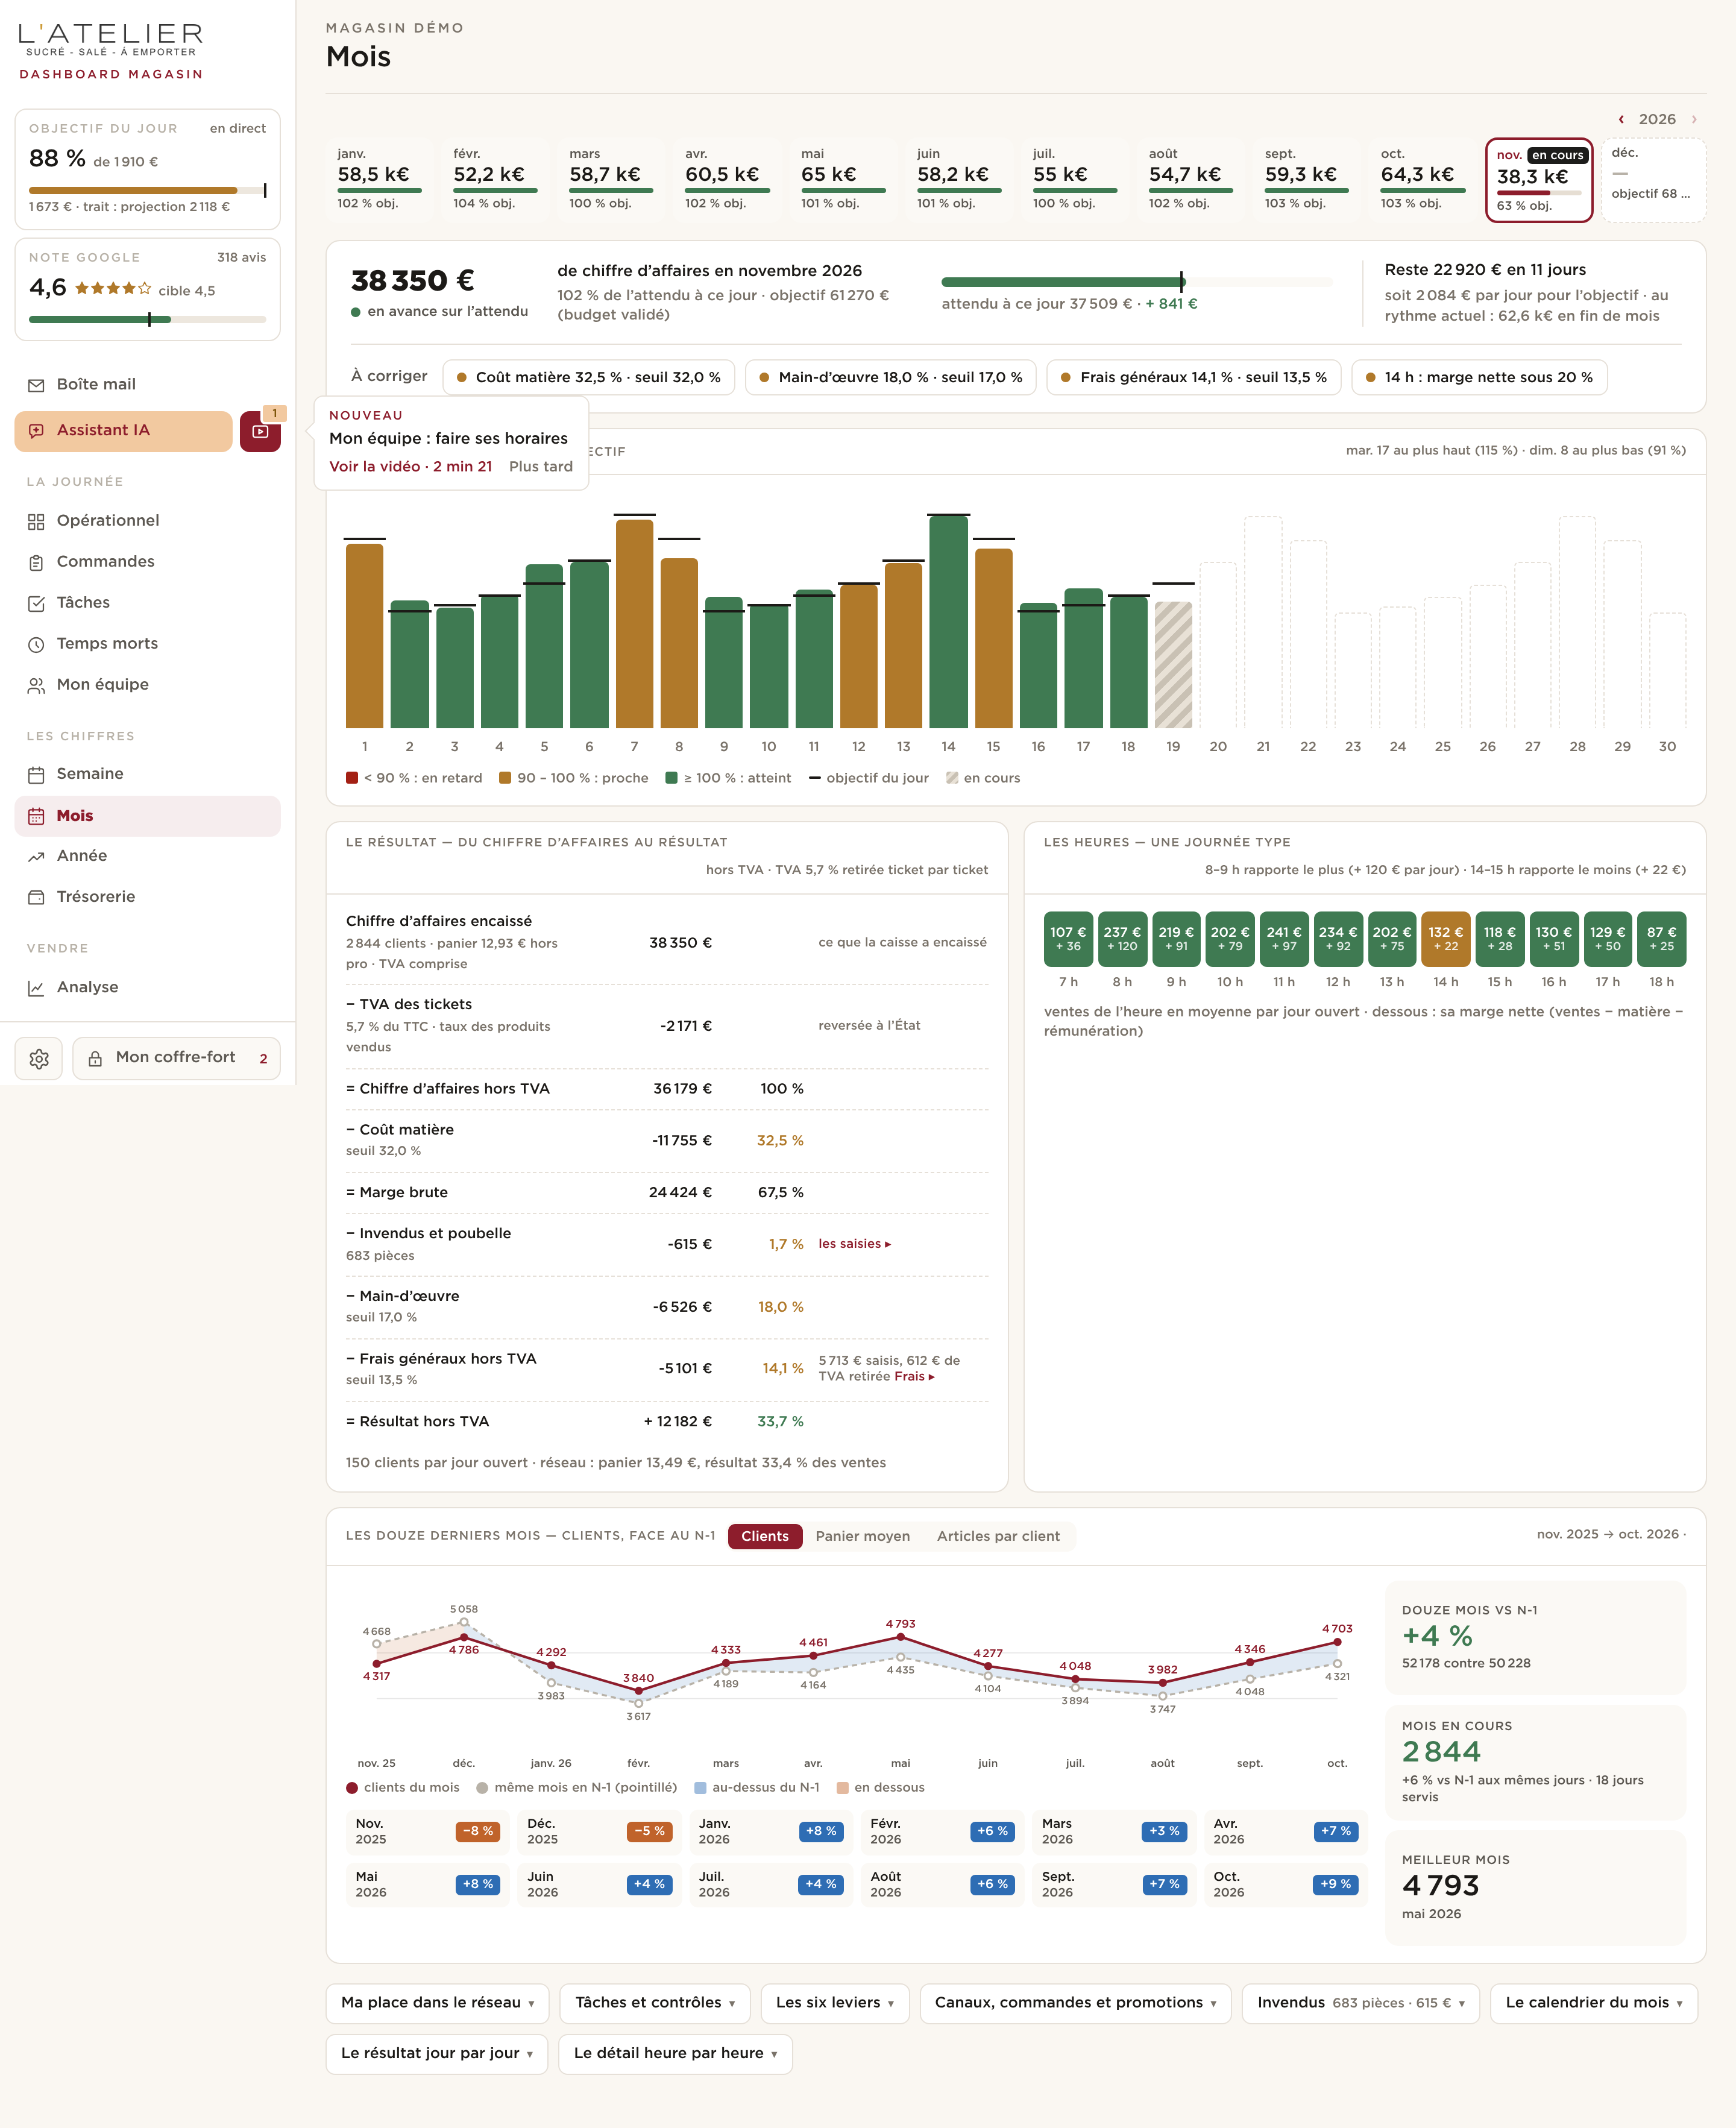 L'ATELIER
SUCRÉ - SALÉ - À EMPORTER
DASHBOARD MAGASIN
OBJECTIF DU JOUR en direct
88 % de 1 910 €
1 673 € · trait : projection 2 118 €
NOTE GOOGLE 318 avis
4,6 cible 4,5
Boîte mail
Assistant IA
1
LA JOURNÉE
Opérationnel
Commandes
Tâches
Temps morts
Mon équipe
LES CHIFFRES
Semaine
Mois
Année
Trésorerie
VENDRE
Analyse
Mon coffre-fort 2
MAGASIN DÉMO
Mois
‹ 2026 ›
janv.
58,5 k€
102 % obj.
févr.
52,2 k€
104 % obj.
mars
58,7 k€
100 % obj.
avr.
60,5 k€
102 % obj.
mai
65 k€
101 % obj.
juin
58,2 k€
101 % obj.
juil.
55 k€
100 % obj.
août
54,7 k€
102 % obj.
sept.
59,3 k€
103 % obj.
oct.
64,3 k€
103 % obj.
nov. en cours
38,3 k€
63 % obj.
déc.
—
objectif 68 ...
38 350 €
en avance sur l'attendu
de chiffre d'affaires en novembre 2026
102 % de l'attendu à ce jour · objectif 61 270 €
(budget validé)
attendu à ce jour 37 509 € · + 841 €
Reste 22 920 € en 11 jours
soit 2 084 € par jour pour l'objectif · au
rythme actuel : 62,6 k€ en fin de mois
À corriger
Coût matière 32,5 % · seuil 32,0 %
Main-d'œuvre 18,0 % · seuil 17,0 %
Frais généraux 14,1 % · seuil 13,5 %
14 h : marge nette sous 20 %
NOUVEAU
Mon équipe : faire ses horaires
Voir la vidéo · 2 min 21 Plus tard
ECTIF
mar. 17 au plus haut (115 %) · dim. 8 au plus bas (91 %)
1 2 3 4 5 6 7 8 9 10 11 12 13 14 15 16 17 18 19 20 21 22 23 24 25 26 27 28 29 30
< 90 % : en retard 90 – 100 % : proche ≥ 100 % : atteint objectif du jour en cours
LE RÉSULTAT — DU CHIFFRE D'AFFAIRES AU RÉSULTAT
hors TVA · TVA 5,7 % retirée ticket par ticket
Chiffre d'affaires encaissé
2 844 clients · panier 12,93 € hors
pro · TVA comprise
38 350 €
ce que la caisse a encaissé
− TVA des tickets
5,7 % du TTC · taux des produits
vendus
-2 171 €
reversée à l'État
= Chiffre d'affaires hors TVA 36 179 € 100 %
− Coût matière
seuil 32,0 %
-11 755 € 32,5 %
= Marge brute 24 424 € 67,5 %
− Invendus et poubelle
683 pièces
-615 € 1,7 % les saisies ▸
− Main-d'œuvre
seuil 17,0 %
-6 526 € 18,0 %
− Frais généraux hors TVA
seuil 13,5 %
-5 101 € 14,1 %
5 713 € saisis, 612 € de
TVA retirée Frais ▸
= Résultat hors TVA + 12 182 € 33,7 %
150 clients par jour ouvert · réseau : panier 13,49 €, résultat 33,4 % des ventes
LES HEURES — UNE JOURNÉE TYPE
8–9 h rapporte le plus (+ 120 € par jour) · 14–15 h rapporte le moins (+ 22 €)
107 € 237 € 219 € 202 € 241 € 234 € 202 € 132 € 118 € 130 € 129 € 87 €
+ 36 + 120 + 91 + 79 + 97 + 92 + 75 + 22 + 28 + 51 + 50 + 25
7 h 8 h 9 h 10 h 11 h 12 h 13 h 14 h 15 h 16 h 17 h 18 h
ventes de l'heure en moyenne par jour ouvert · dessous : sa marge nette (ventes − matière −
rémunération)
LES DOUZE DERNIERS MOIS — CLIENTS, FACE AU N-1 Clients Panier moyen Articles par client
nov. 2025 → oct. 2026 ·
4 668 5 058 3 983 3 617 4 189 4 164 4 435 4 104 3 894 3 747 4 048 4 321
4 317 4 786 4 292 3 840 4 333 4 461 4 793 4 277 4 048 3 982 4 346 4 703
nov. 25 déc. janv. 26 févr. mars avr. mai juin juil. août sept. oct.
clients du mois même mois en N-1 (pointillé) au-dessus du N-1 en dessous
Nov.
2025
−8 %
Déc.
2025
−5 %
Janv.
2026
+8 %
Févr.
2026
+6 %
Mars
2026
+3 %
Avr.
2026
+7 %
Mai
2026
+8 %
Juin
2026
+4 %
Juil.
2026
+4 %
Août
2026
+6 %
Sept.
2026
+7 %
Oct.
2026
+9 %
DOUZE MOIS VS N-1
+4 %
52 178 contre 50 228
MOIS EN COURS
2 844
+6 % vs N-1 aux mêmes jours · 18 jours
servis
MEILLEUR MOIS
4 793
mai 2026
Ma place dans le réseau ▾
Tâches et contrôles ▾
Les six leviers ▾
Canaux, commandes et promotions ▾
Invendus 683 pièces · 615 € ▾
Le calendrier du mois ▾
Le résultat jour par jour ▾
Le détail heure par heure ▾